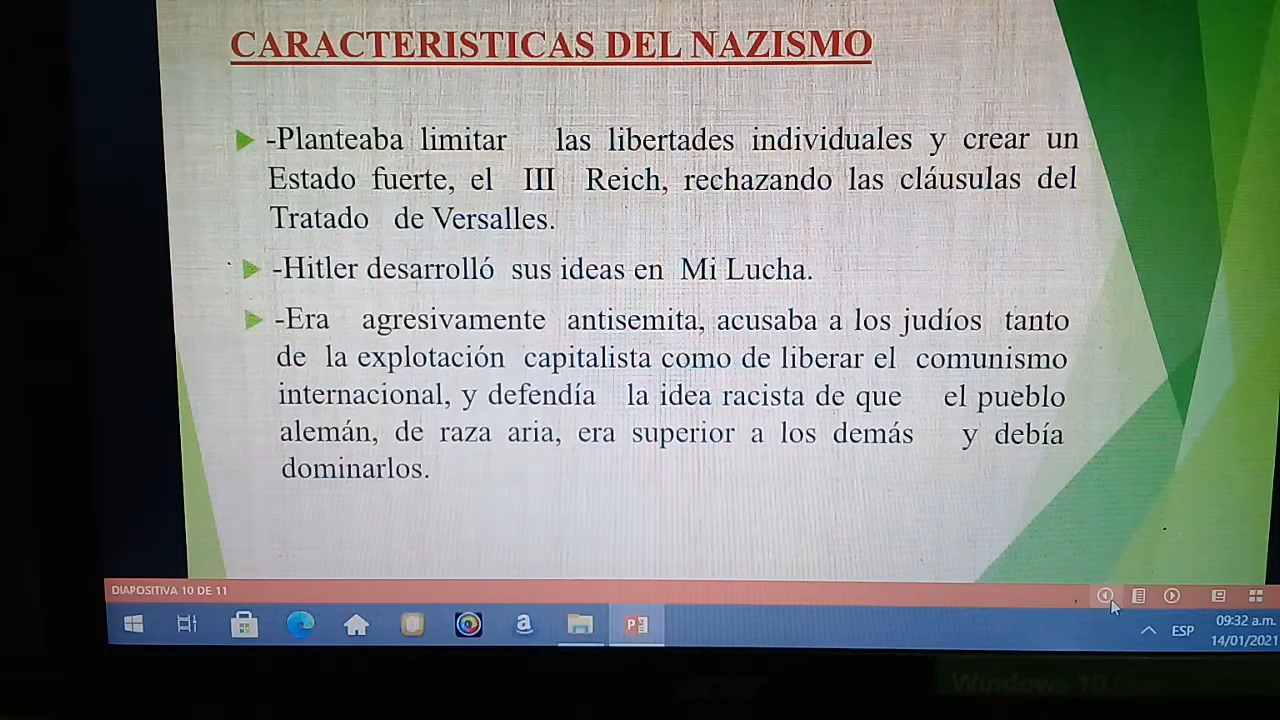 CARACTERISTICAS DEL NAZISMO
-Planteaba limitar las libertades individuales y crear un
Estado fuerte, el III Reich, rechazando las cláusulas del
Tratado de Versalles.
-Hitler desarrolló sus ideas en Mi Lucha.
-Era agresivamente antisemita, acusaba a los judíos tanto
de la explotación capitalista como de liberar el comunismo
internacional, y defendía la idea racista de que el pueblo
alemán, de raza aria, era superior a los demás y debía
dominarlos.
DIAPOSITIVA 10 DE 11
ESP
09:32 a.m.
14/01/2021
Windows 10